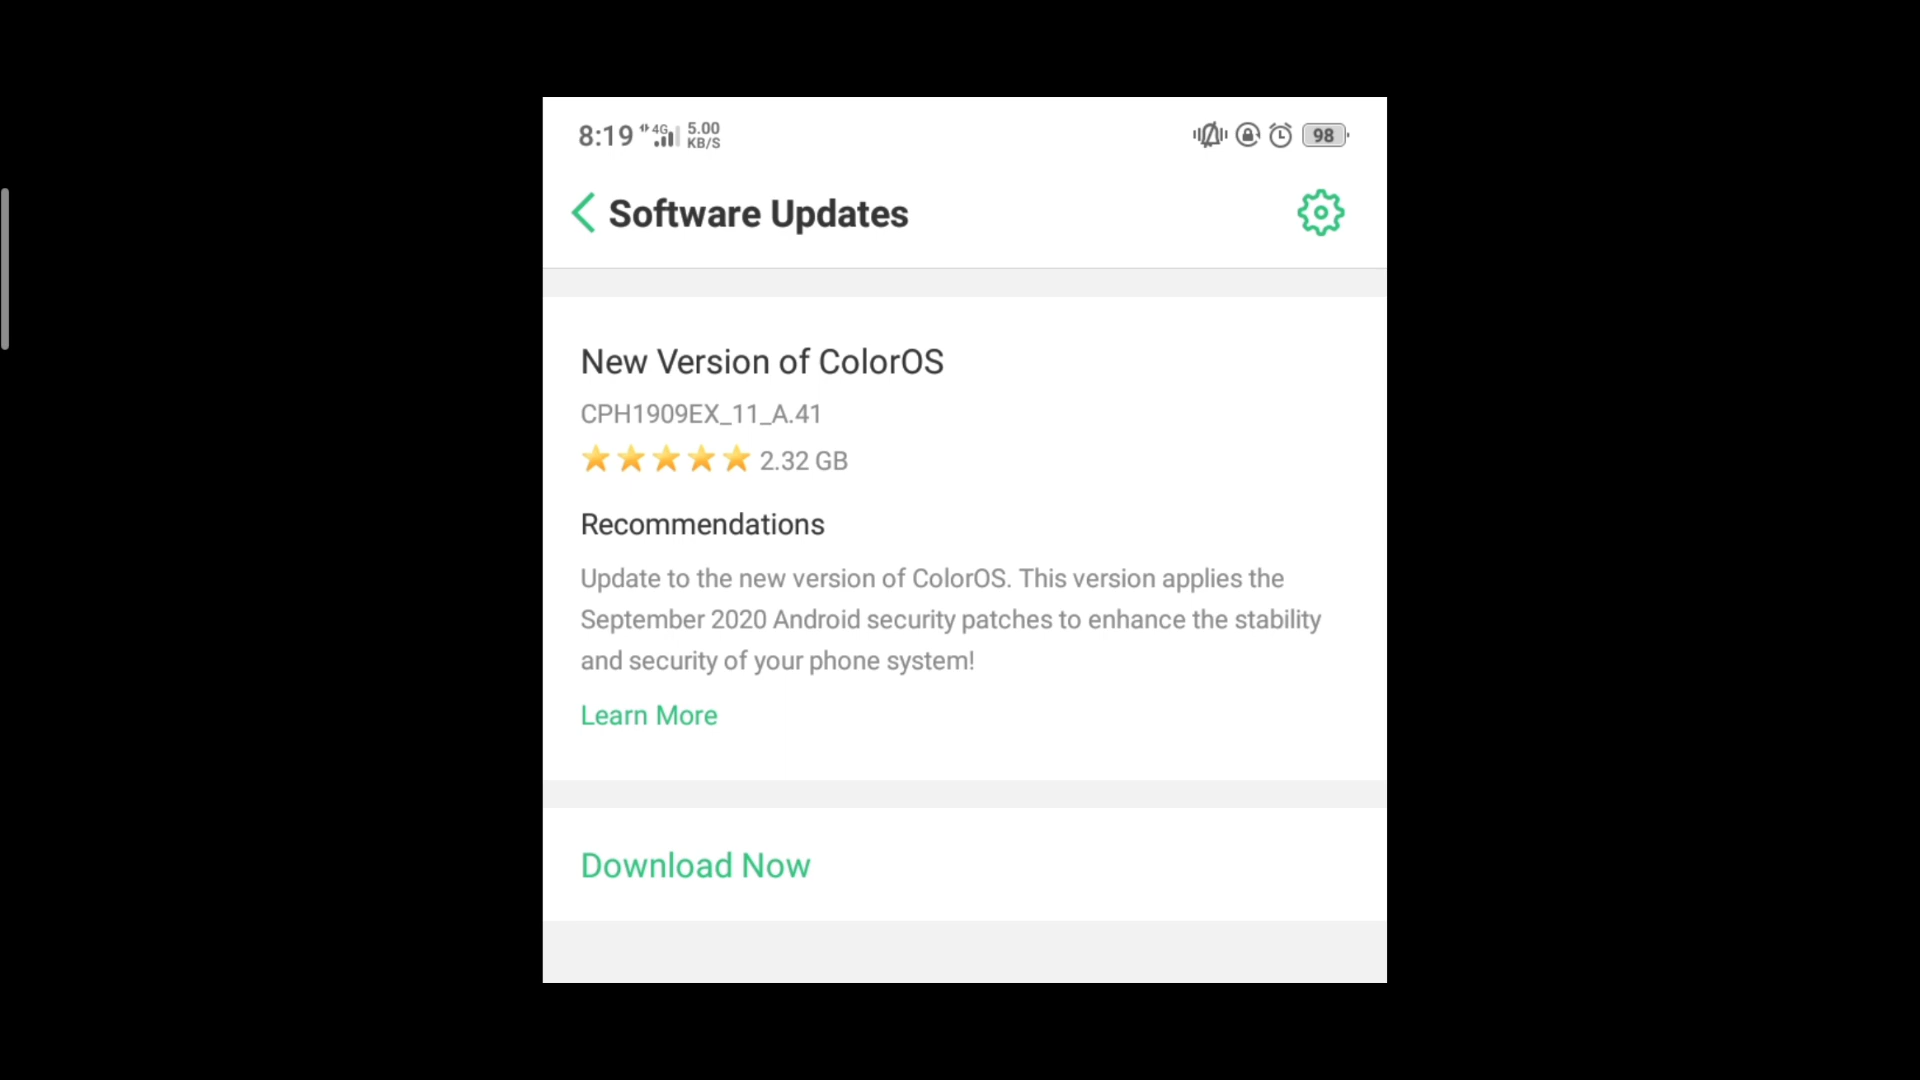 8:19 4G 5.00 KB/S 98
Software Updates
New Version of ColorOS
CPH1909EX_11_A.41
2.32 GB
Recommendations
Update to the new version of ColorOS. This version applies the
September 2020 Android security patches to enhance the stability
and security of your phone system!
Learn More
Download Now